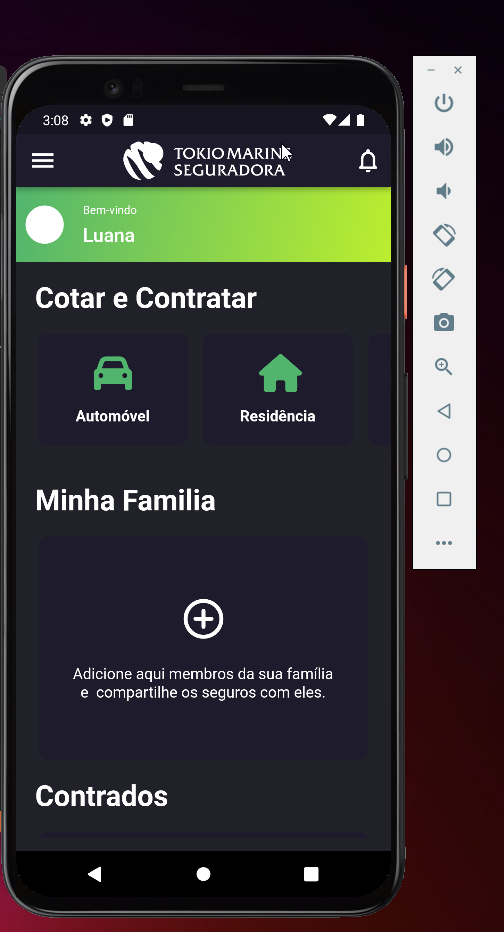 3:08
TOKIO MARINE
SEGURADORA
Bem-vindo
Luana
Cotar e Contratar
Automóvel
Residência
Minha Familia
Adicione aqui membros da sua família
e compartilhe os seguros com eles.
Contrados